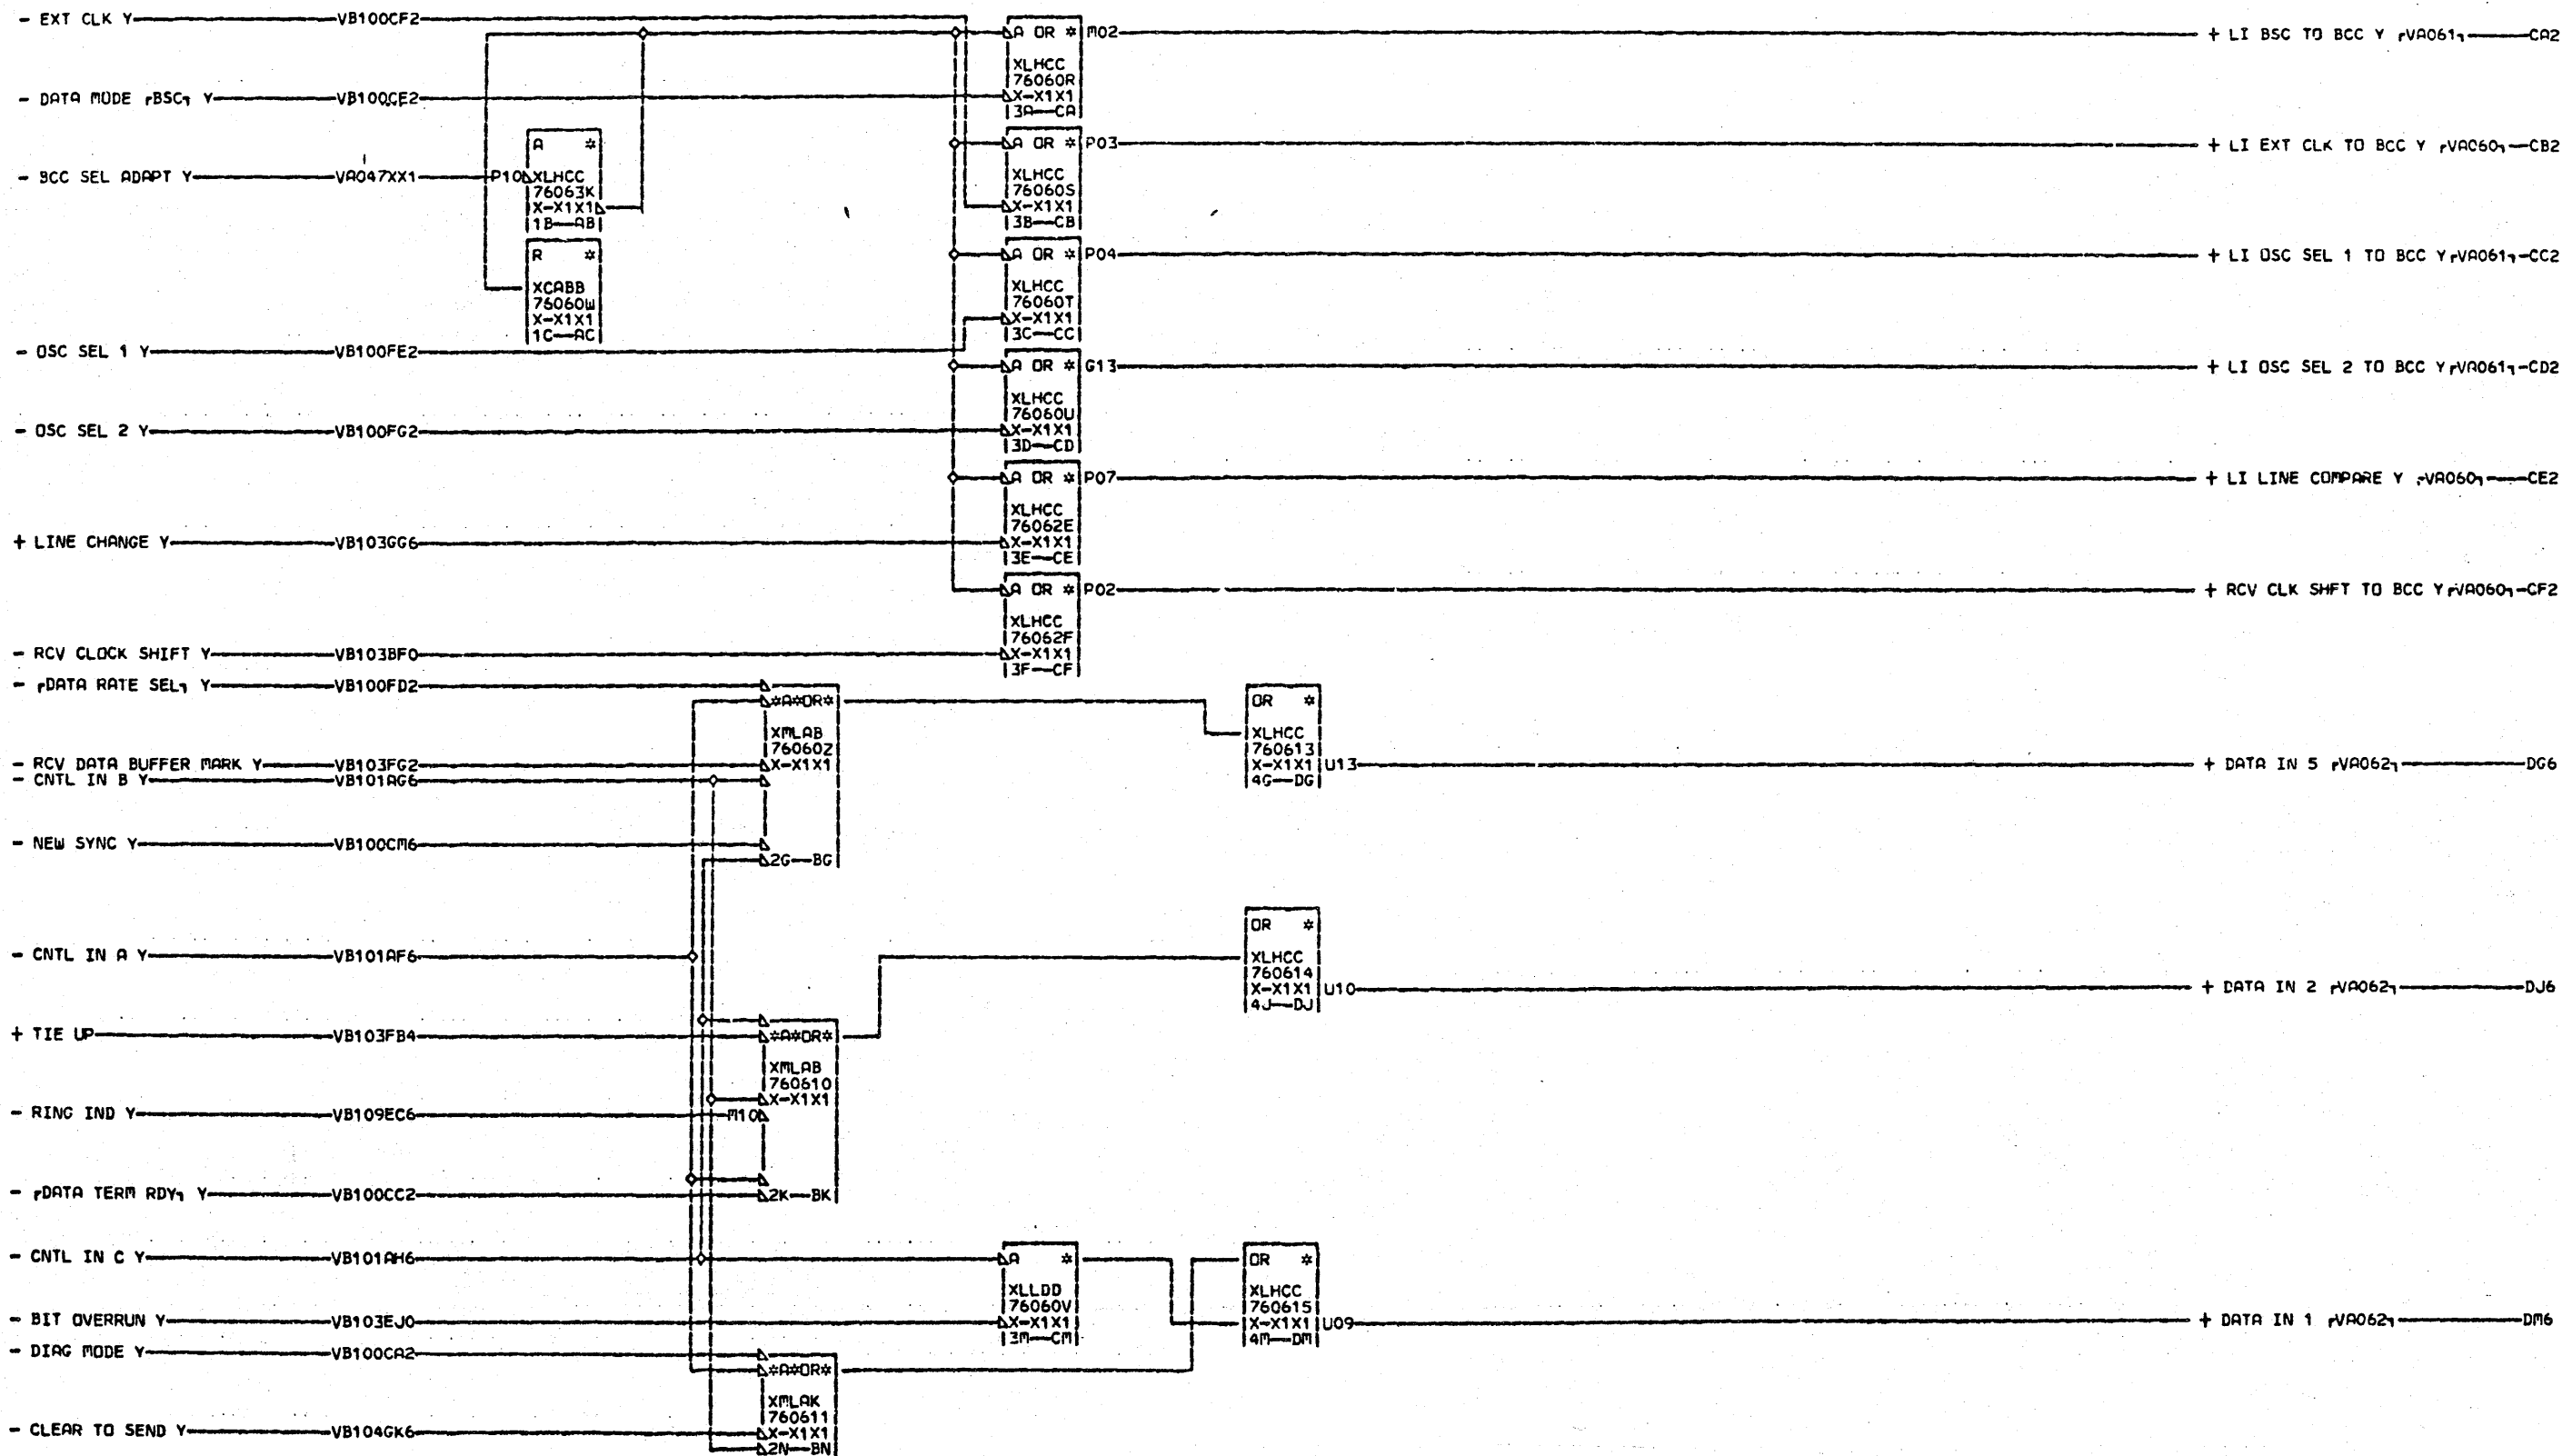 - EXT CLK Y VB100CF2
A OR * M02 + LI BSC TO BCC Y ┌VA061┐ CA2
XLHCC
76060R
- DATA MODE ┌BSC┐ Y VB100CE2 X-X1X1
3A CA
A * A OR * P03 + LI EXT CLK TO BCC Y ┌VA060┐ CB2
- BCC SEL ADAPT Y VA047XX1 P10 XLHCC XLHCC
76063K 76060S
X-X1X1 X-X1X1
1B AB 3B CB
R * A OR * P04 + LI OSC SEL 1 TO BCC Y ┌VA061┐ CC2
XCABB XLHCC
76060W 76060T
X-X1X1 X-X1X1
1C AC 3C CC
- OSC SEL 1 Y VB100FE2
A OR * G13 + LI OSC SEL 2 TO BCC Y ┌VA061┐ CD2
XLHCC
76060U
- OSC SEL 2 Y VB100FG2 X-X1X1
3D CD
A OR * P07 + LI LINE COMPARE Y ┌VA060┐ CE2
XLHCC
76062E
+ LINE CHANGE Y VB103GG6 X-X1X1
3E CE
A OR * P02 + RCV CLK SHFT TO BCC Y ┌VA060┐ CF2
XLHCC
76062F
- RCV CLOCK SHIFT Y VB103BF0 X-X1X1
3F CF
- ┌DATA RATE SEL┐ Y VB100FD2
*A*OR* OR *
XMLAB XLHCC
760602 760613
- RCV DATA BUFFER MARK Y VB103FG2 X-X1X1 X-X1X1 U13 + DATA IN 5 ┌VA062┐ DG6
- CNTL IN B Y VB101AG6 4G DG
- NEW SYNC Y VB100CM6
2G BG
OR *
- CNTL IN A Y VB101AF6 XLHCC
760614
X-X1X1 U10 + DATA IN 2 ┌VA062┐ DJ6
4J DJ
+ TIE UP VB103FB4 *A*OR*
XMLAB
760610
X-X1X1
- RING IND Y VB109EC6 M10
- ┌DATA TERM RDY┐ Y VB100CC2 2K BK
- CNTL IN C Y VB101AH6 A * OR *
XLLDD XLHCC
76060V 760615
- BIT OVERRUN Y VB103EJ0 X-X1X1 X-X1X1 U09 + DATA IN 1 ┌VA062┐ DM6
3M CM 4M DM
- DIAG MODE Y VB100CA2
*A*OR*
XMLAK
760611
- CLEAR TO SEND Y VB104GK6 X-X1X1
2N BN